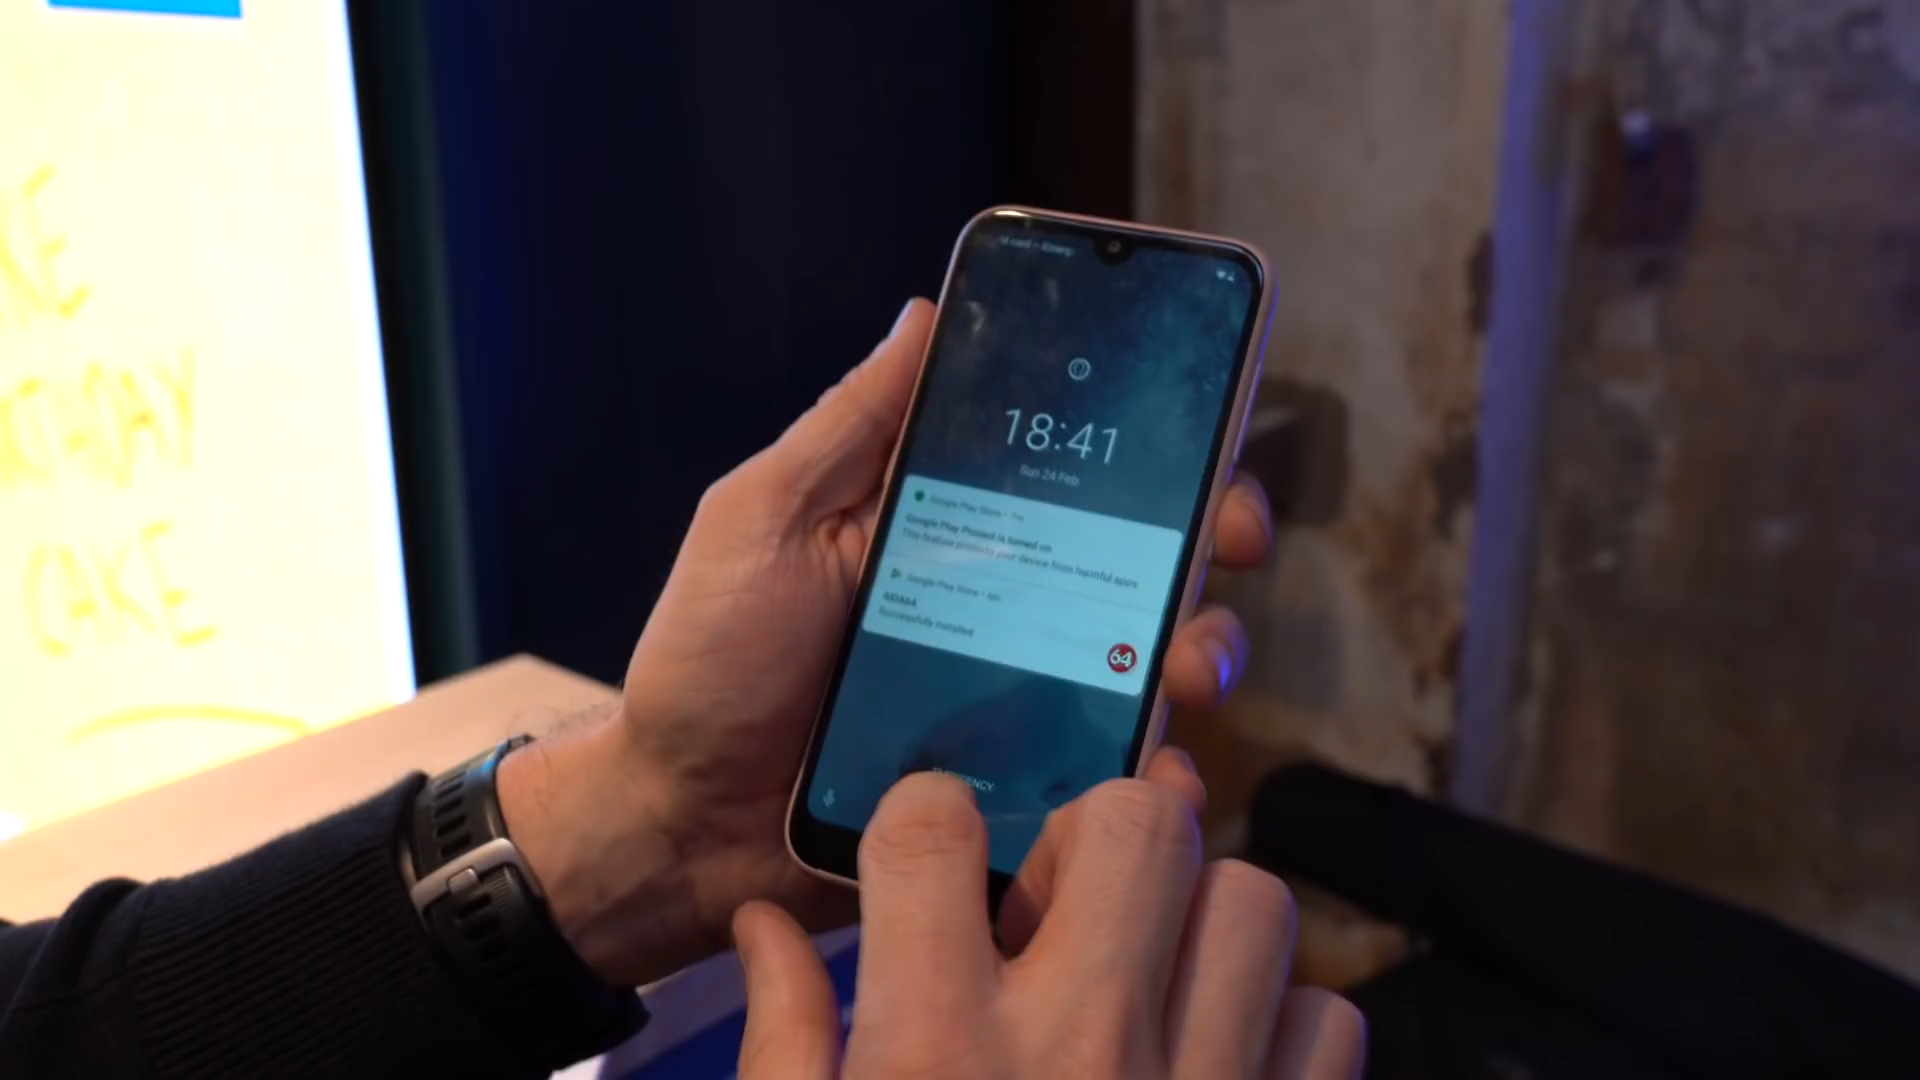 CAKE
18:41
Sun 24 Feb
Google Play Store
Google Play Protect is turned on
This feature protects your device from harmful apps
Google Play Store
AIDA64
Successfully installed
64